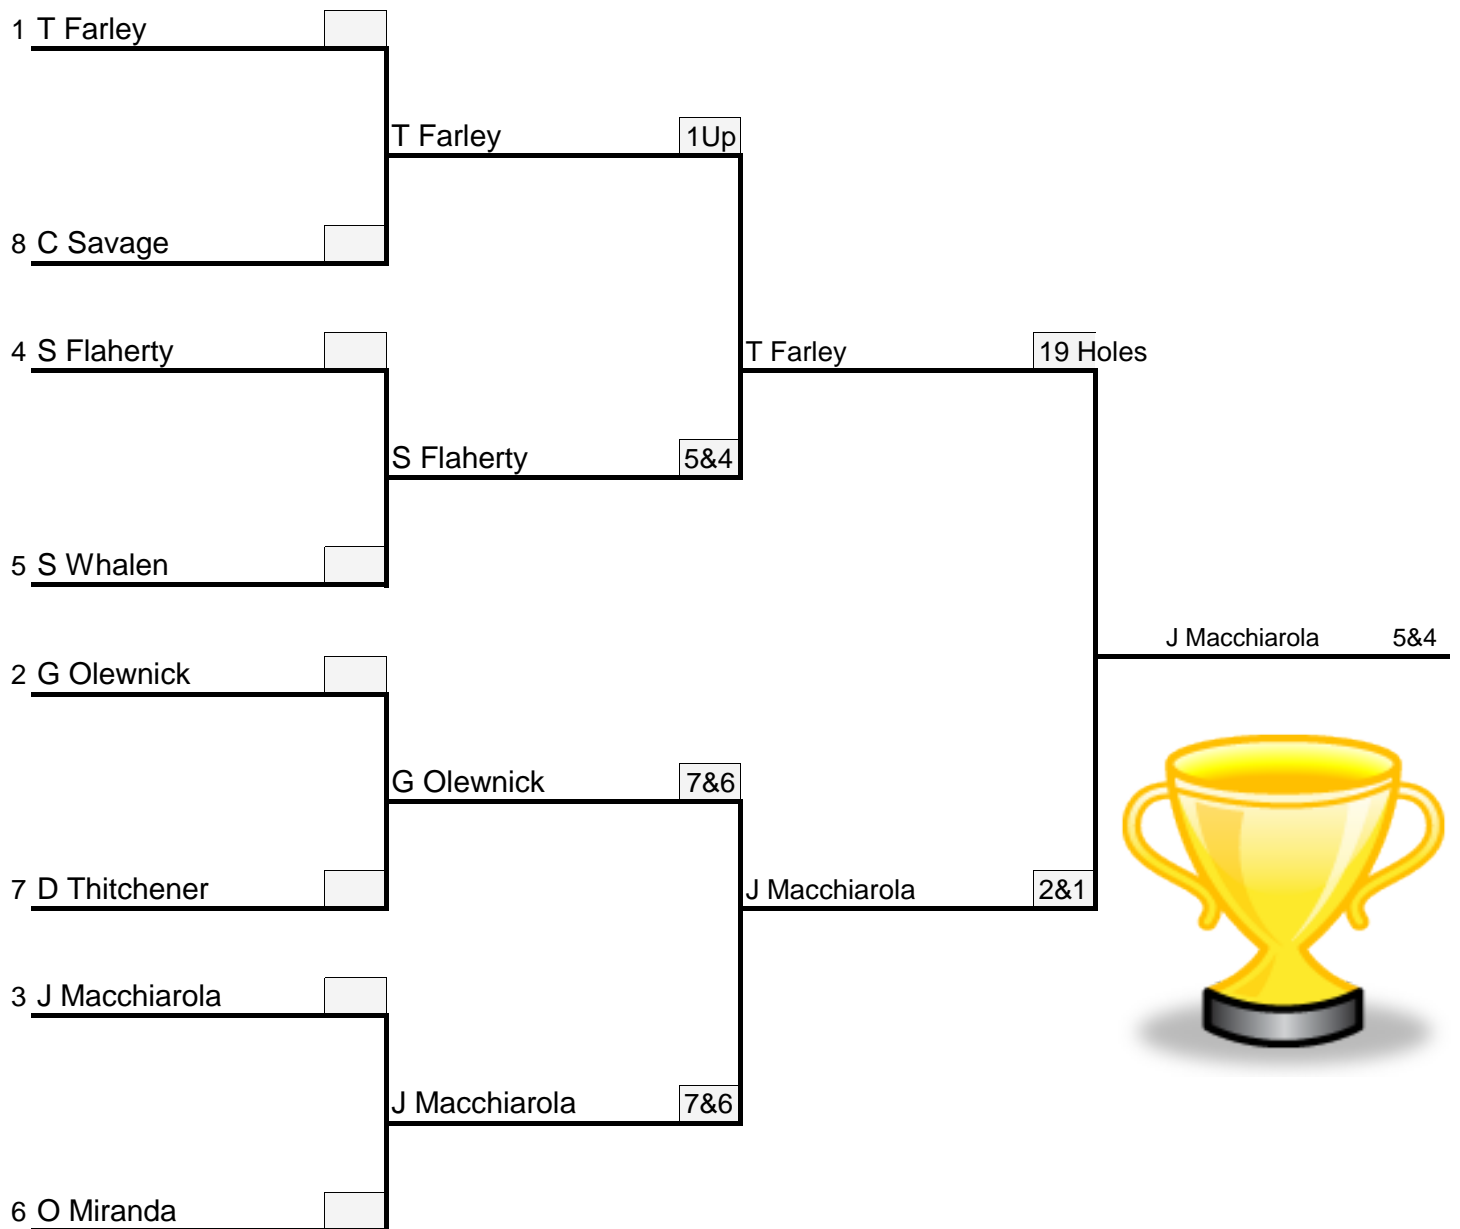 1 T Farley
T Farley 1Up
8 C Savage
4 S Flaherty
T Farley 19 Holes
S Flaherty 5&4
5 S Whalen
J Macchiarola 5&4
2 G Olewnick
G Olewnick 7&6
7 D Thitchener
J Macchiarola 2&1
3 J Macchiarola
J Macchiarola 7&6
6 O Miranda